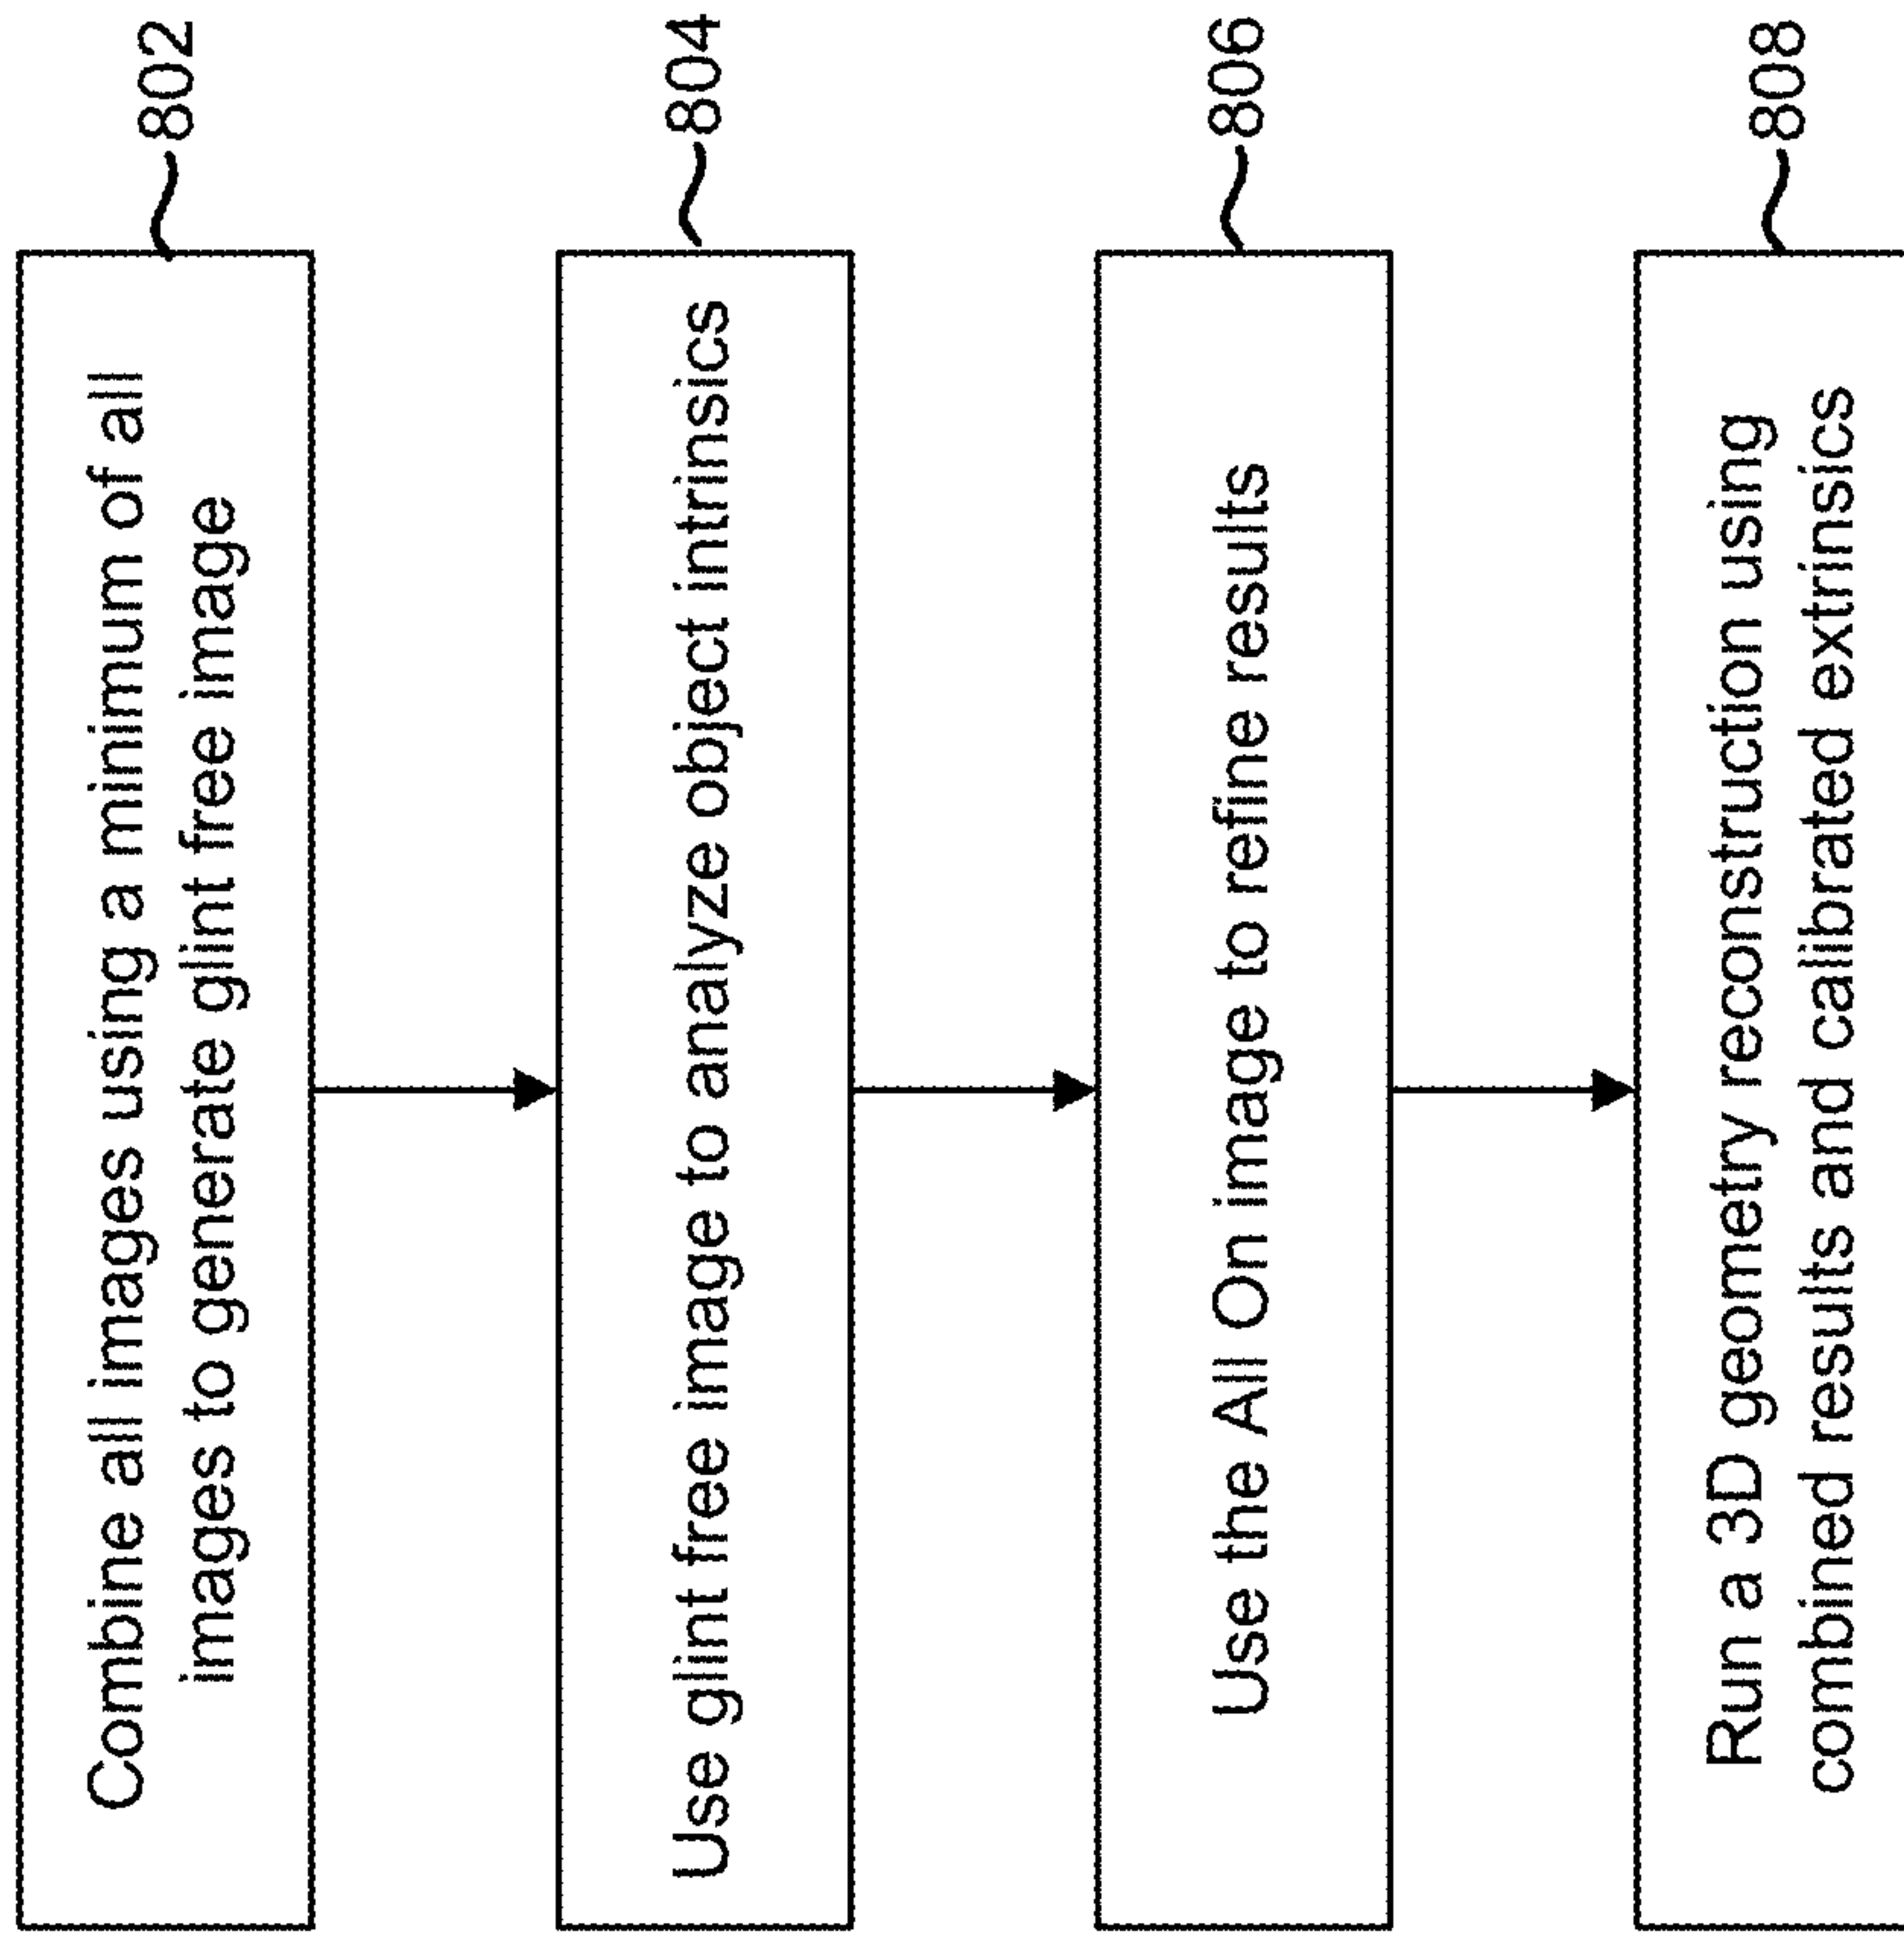 Combine all images using a minimum of all
images to generate glint free image
802
Use glint free image to analyze object intrinsics
804
Use the All On image to refine results
806
Run a 3D geometry reconstruction using
combined results and calibrated extrinsics
808